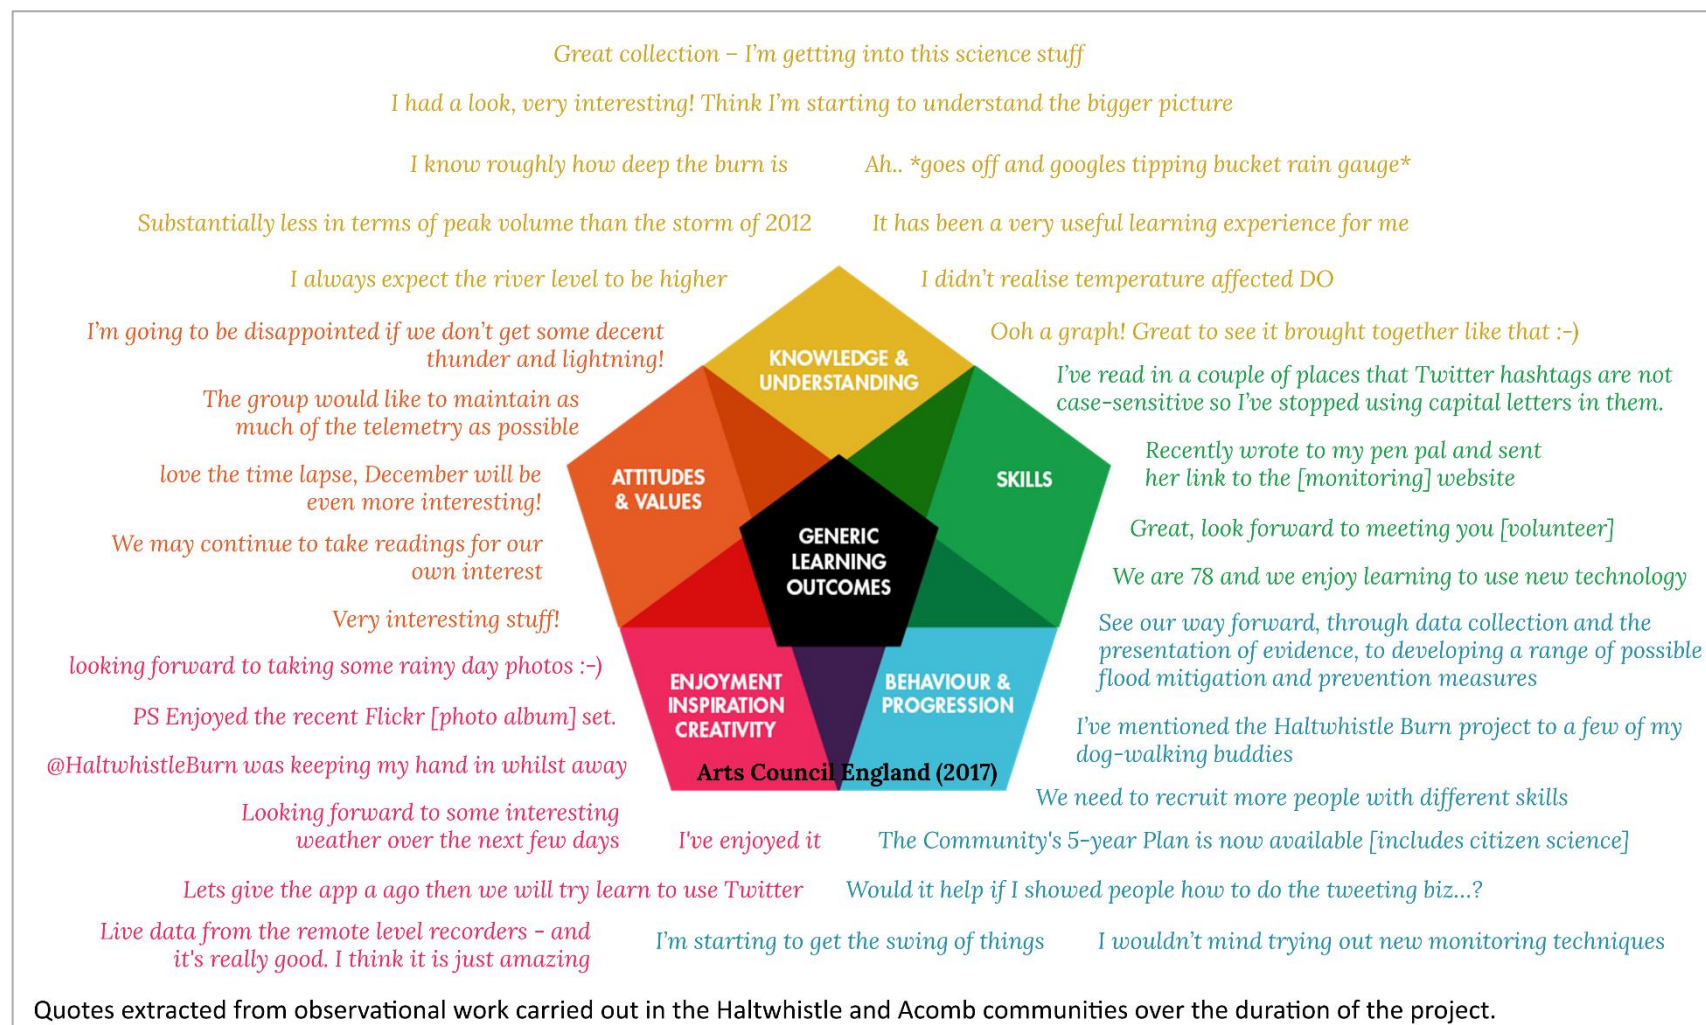 Great collection – I'm getting into this science stuff
I had a look, very interesting! Think I'm starting to understand the bigger picture
I know roughly how deep the burn is
Ah.. *goes off and googles tipping bucket rain gauge*
Substantially less in terms of peak volume than the storm of 2012
It has been a very useful learning experience for me
I always expect the river level to be higher
I didn't realise temperature affected DO
Ooh a graph! Great to see it brought together like that :-)
I'm going to be disappointed if we don't get some decent
thunder and lightning!
The group would like to maintain as
much of the telemetry as possible
love the time lapse, December will be
even more interesting!
We may continue to take readings for our
own interest
Very interesting stuff!
looking forward to taking some rainy day photos :-)
PS Enjoyed the recent Flickr [photo album] set.
@HaltwhistleBurn was keeping my hand in whilst away
Looking forward to some interesting
weather over the next few days
I've enjoyed it
Lets give the app a ago then we will try learn to use Twitter
Live data from the remote level recorders - and
it's really good. I think it is just amazing
KNOWLEDGE &
UNDERSTANDING
ATTITUDES
& VALUES
SKILLS
GENERIC
LEARNING
OUTCOMES
ENJOYMENT
INSPIRATION
CREATIVITY
BEHAVIOUR &
PROGRESSION
Arts Council England (2017)
I've read in a couple of places that Twitter hashtags are not
case-sensitive so I've stopped using capital letters in them.
Recently wrote to my pen pal and sent
her link to the [monitoring] website
Great, look forward to meeting you [volunteer]
We are 78 and we enjoy learning to use new technology
See our way forward, through data collection and the
presentation of evidence, to developing a range of possible
flood mitigation and prevention measures
I've mentioned the Haltwhistle Burn project to a few of my
dog-walking buddies
We need to recruit more people with different skills
The Community's 5-year Plan is now available [includes citizen science]
Would it help if I showed people how to do the tweeting biz...?
I'm starting to get the swing of things
I wouldn't mind trying out new monitoring techniques
Quotes extracted from observational work carried out in the Haltwhistle and Acomb communities over the duration of the project.